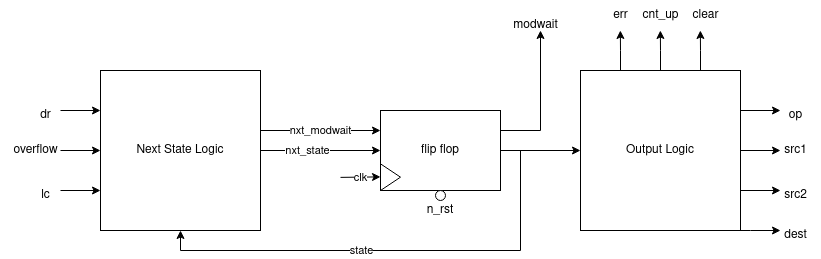 err cnt_up clear
modwait
dr
overflow
lc
Next State Logic
nxt_modwait
nxt_state
clk
flip flop
n_rst
state
Output Logic
op
src1
src2
dest